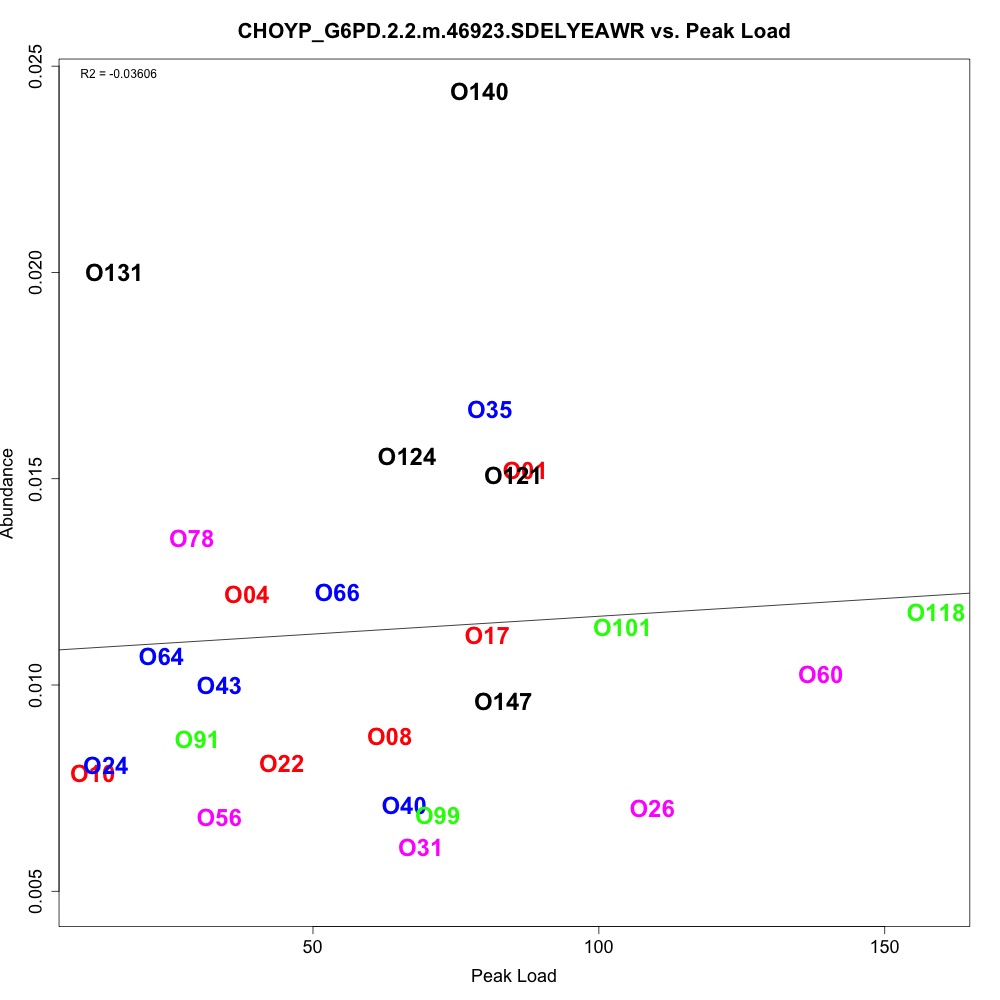 CHOYP_G6PD.2.2.m.46923.SDELYEAWR vs. Peak Load
R2 = -0.03606
0.025
O140
0.020
O131
O35
O124
O01
O121
0.015
O78
O04
O66
O118
O101
O17
O64
O60
O43
0.010
O147
O08
O91
O22
O24
O10
O40
O26
O99
O56
O31
0.005
Abundance
50
100
150
Peak Load